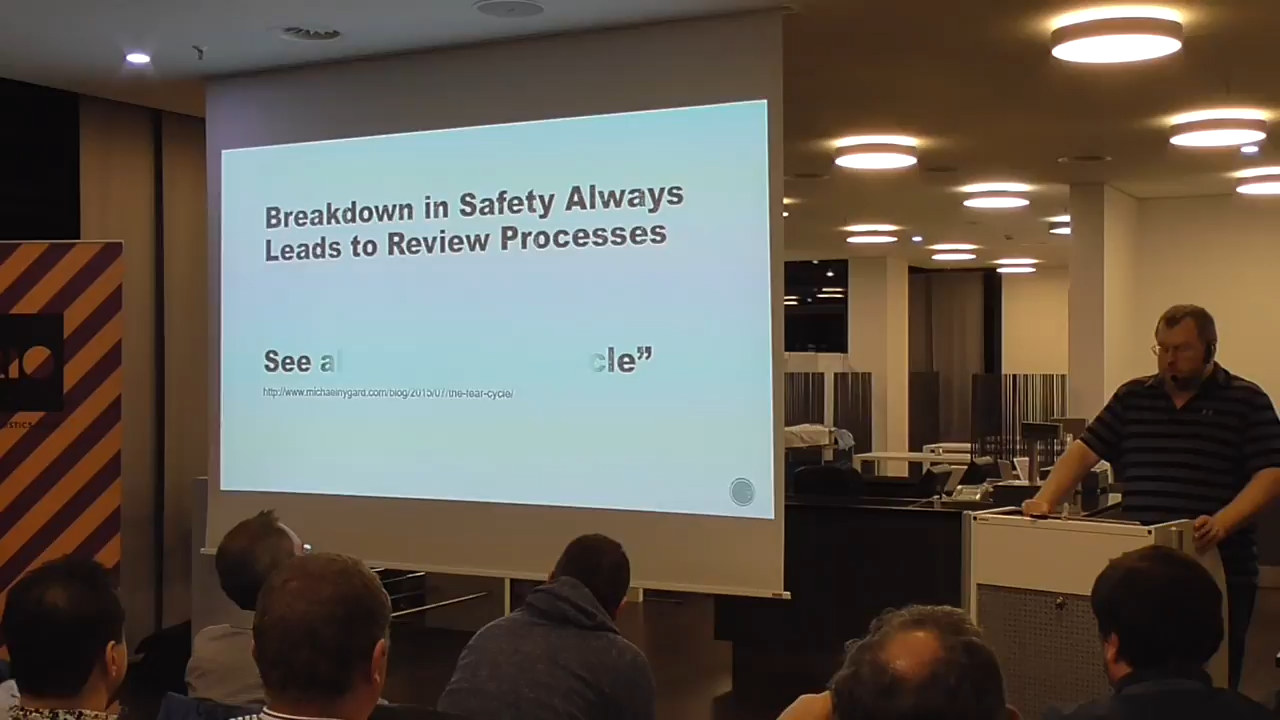 Breakdown in Safety Always
Leads to Review Processes
See al
cle”
http://www.michaelnygard.com/blog/2015/07/the-fear-cycle/